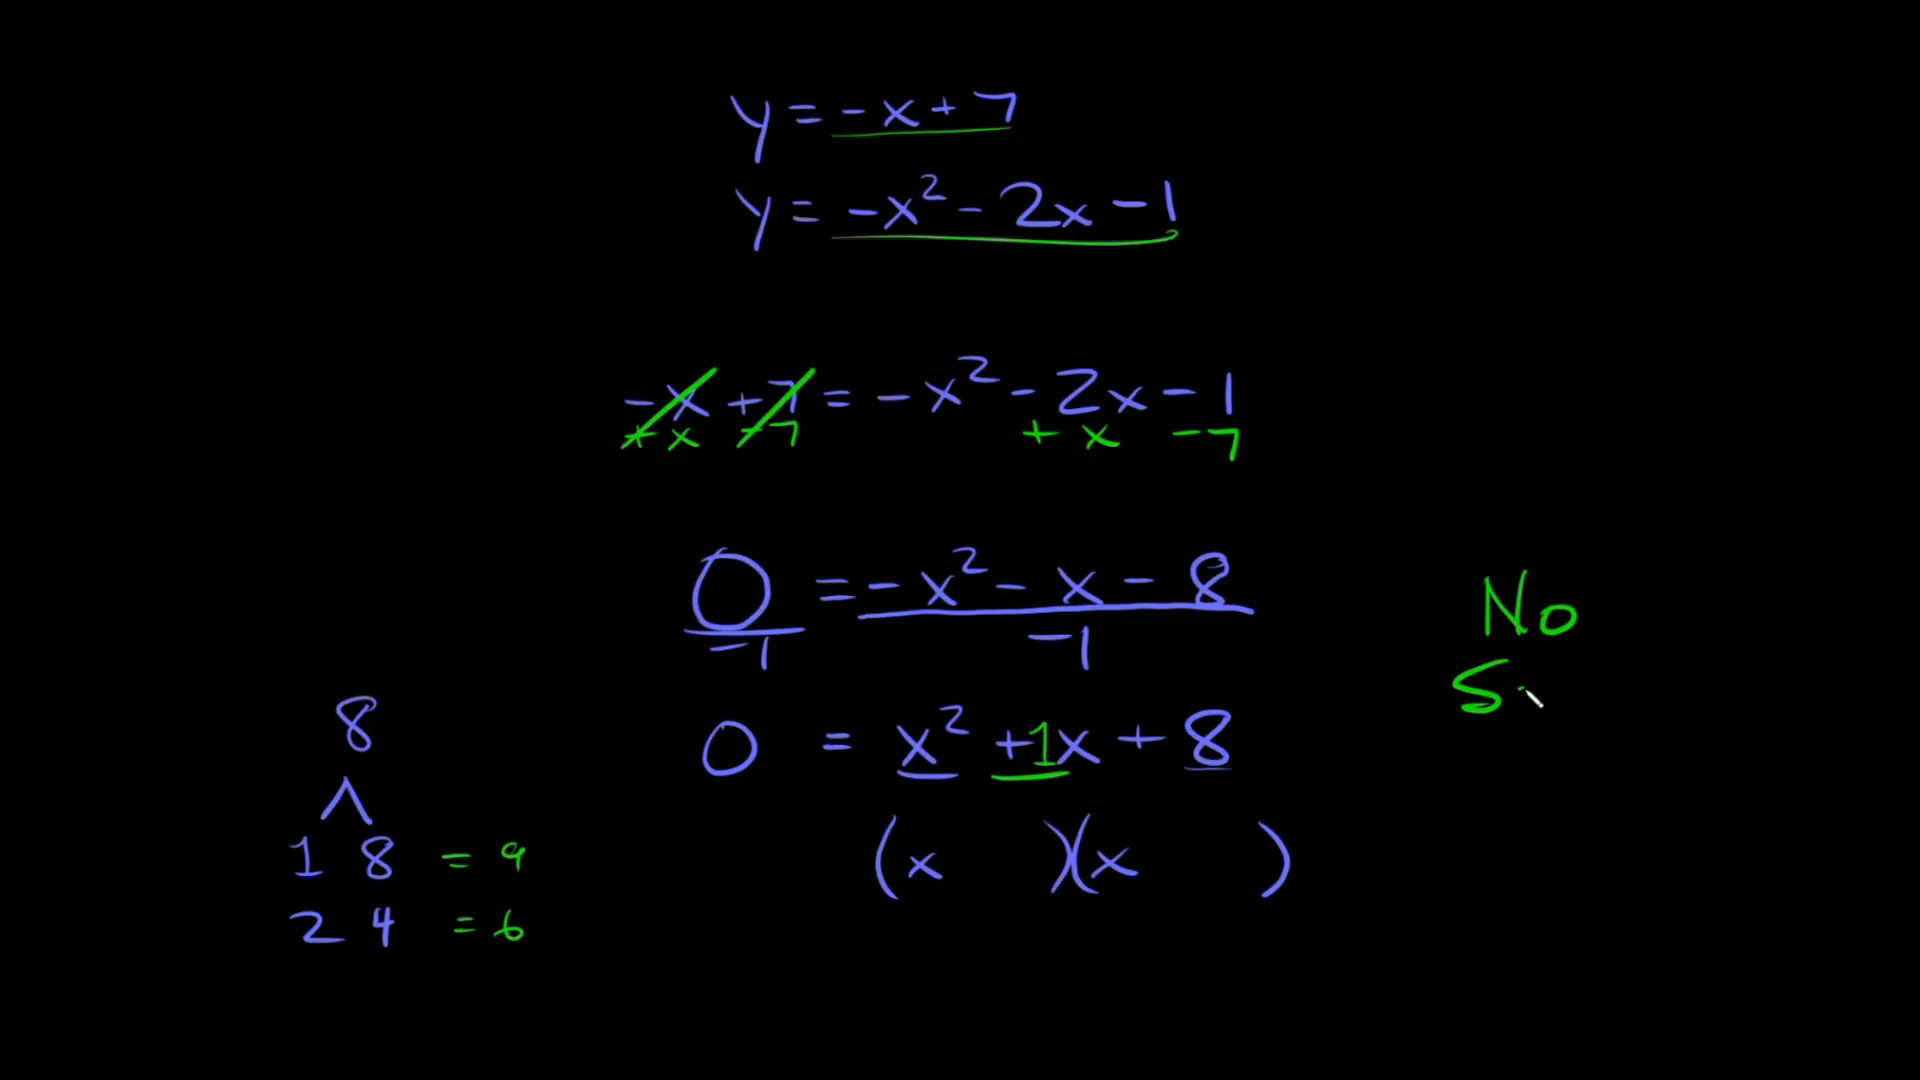 y = -x + 7
y = -x² - 2x - 1
-x + 7 = -x² - 2x - 1
+ x - 7 + x - 7
0 = -x² - x - 8
-1 -1
0 = x² + 1x + 8
(x )(x )
8
1 8 = 9
2 4 = 6
No
S